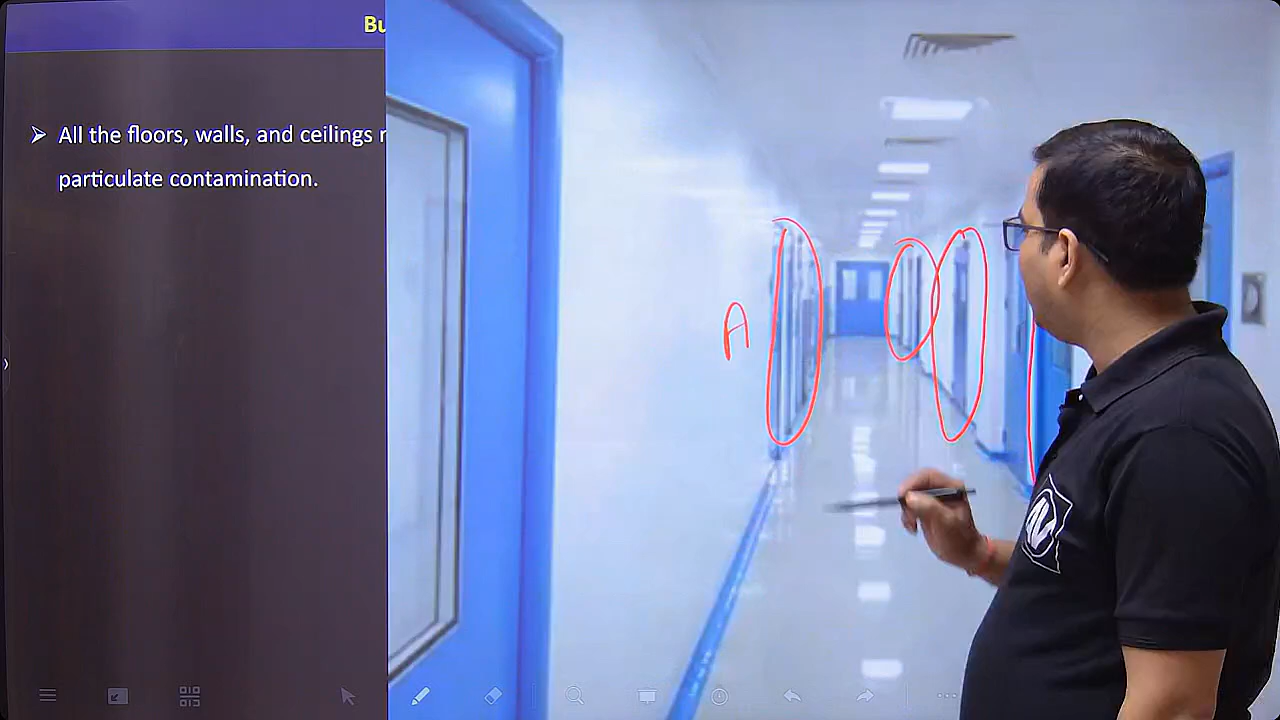 Bu
All the floors, walls, and ceilings
particulate contamination.
A